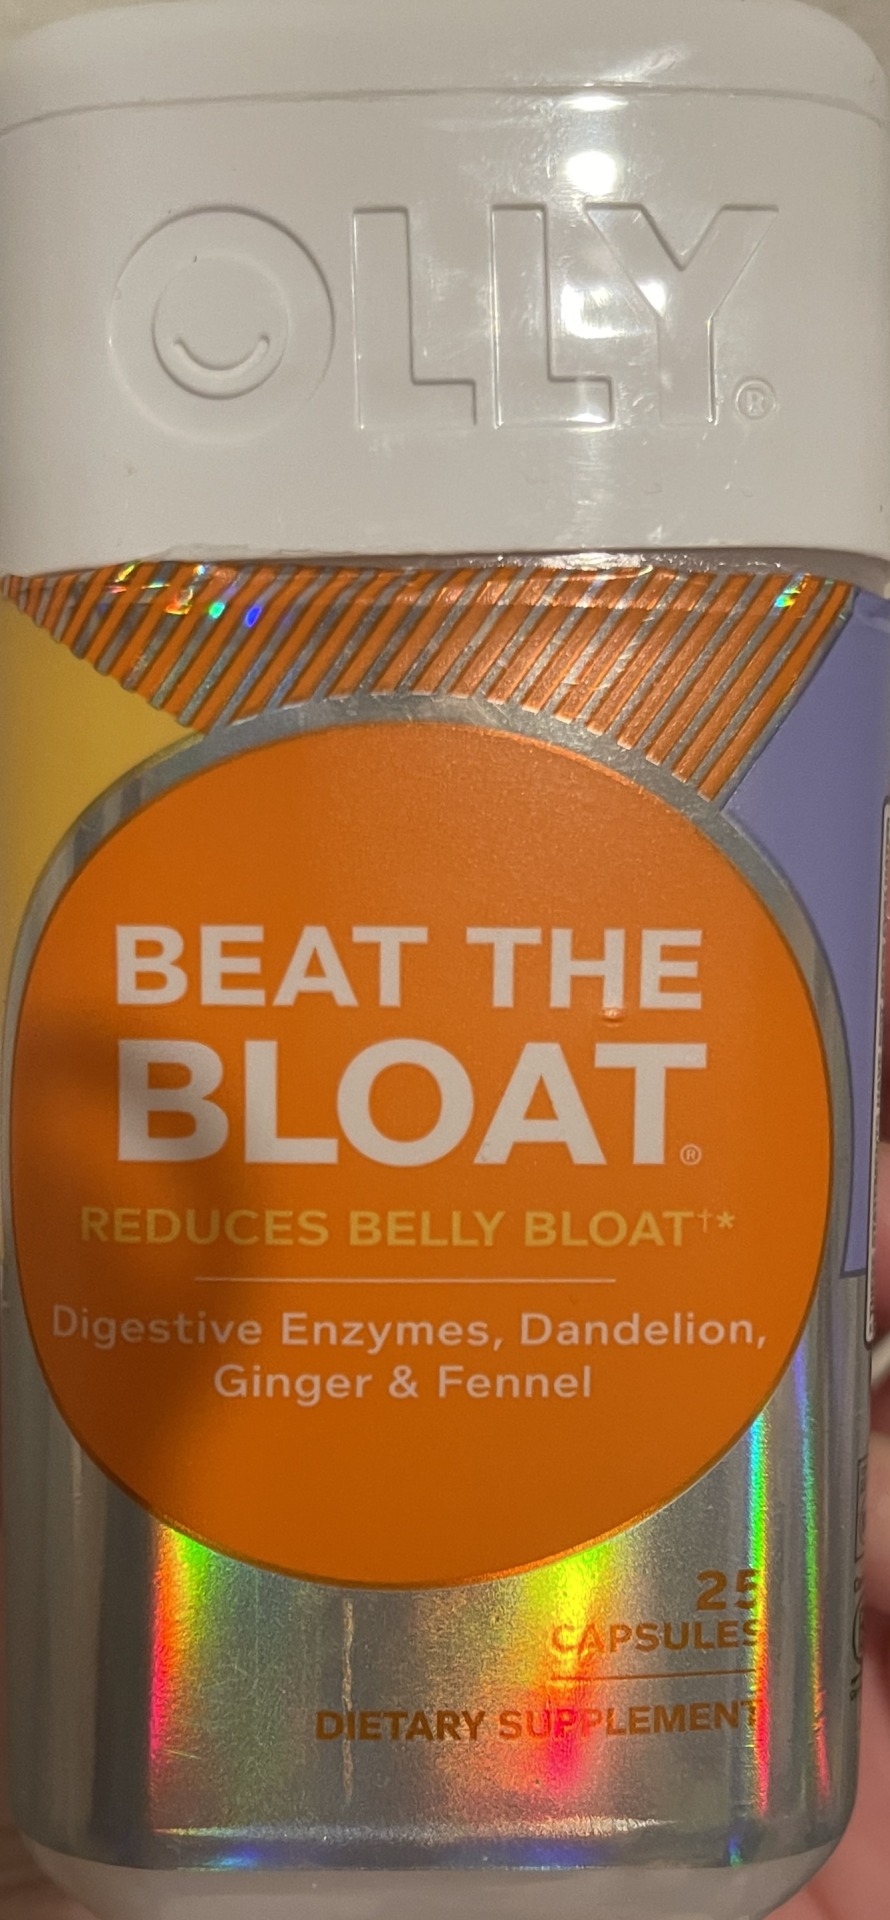 OLLY®
BEAT THE
BLOAT®
REDUCES BELLY BLOAT†*
Digestive Enzymes, Dandelion,
Ginger & Fennel
25
CAPSULES
DIETARY SUPPLEMENT